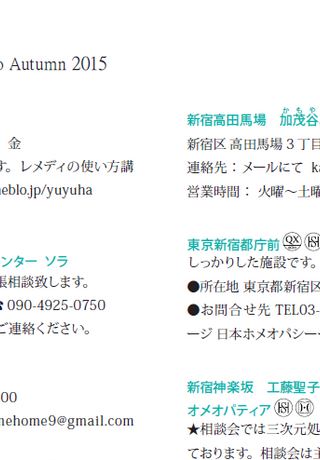 o Autumn 2015
金
す。レメディの使い方講
meblo.jp/yuyuha
ンター ソラ
張相談致します。
☎ 090-4925-0750
ご連絡ください。
00
nehome9@gmail.com
新宿高田馬場 加茂谷
かもや
新宿区 高田馬場 3 丁目
連絡先：メールにて ka
営業時間： 火曜〜土曜
東京新宿都庁前 QX
しっかりした施設です。
●所在地 東京都新宿区
●お問合せ先 TEL03-
ージ 日本ホメオパシー
新宿神楽坂 工藤聖子
オメオパティア
★相談会では三次元処
ております。相談会は主